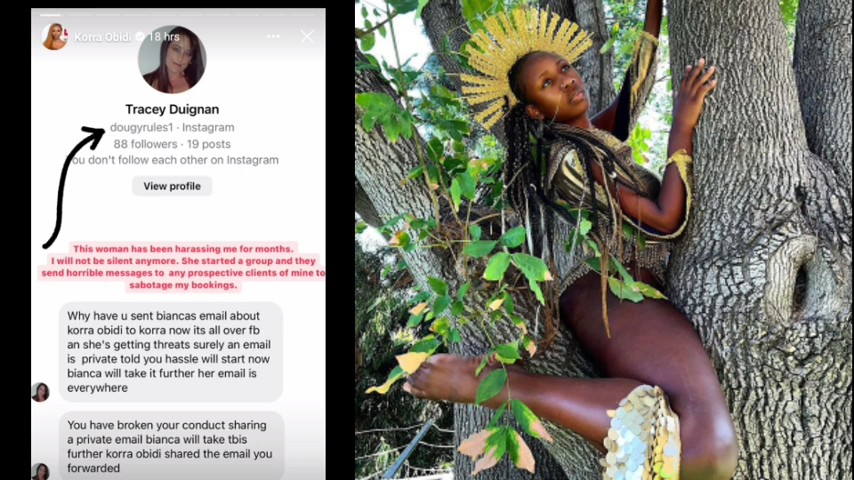 Korra Obidi 18 hrs
Tracey Duignan
dougyrules1 · Instagram
88 followers · 19 posts
ou don't follow each other on Instagram
View profile
This woman has been harassing me for months.
I will not be silent anymore. She started a group and they
send horrible messages to any prospective clients of mine to
sabotage my bookings.
Why have u sent biancas email about
korra obidi to korra now its all over fb
an she's getting threats surely an email
is private told you hassle will start now
bianca will take it further her email is
everywhere
You have broken your conduct sharing
a private email bianca will take tbis
further korra obidi shared the email you
forwarded